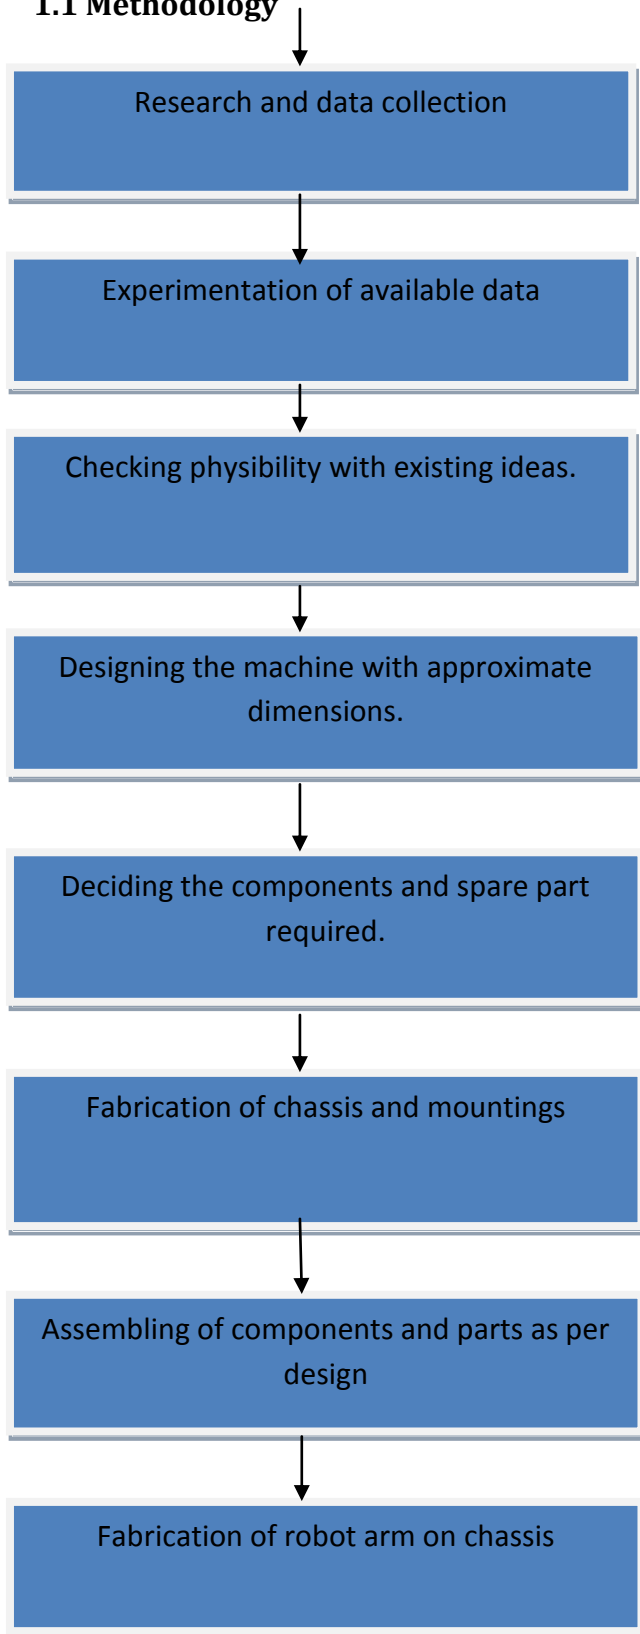 1.1 Methodology
Research and data collection
Experimentation of available data
Checking physibility with existing ideas.
Designing the machine with approximate
dimensions.
Deciding the components and spare part
required.
Fabrication of chassis and mountings
Assembling of components and parts as per
design
Fabrication of robot arm on chassis